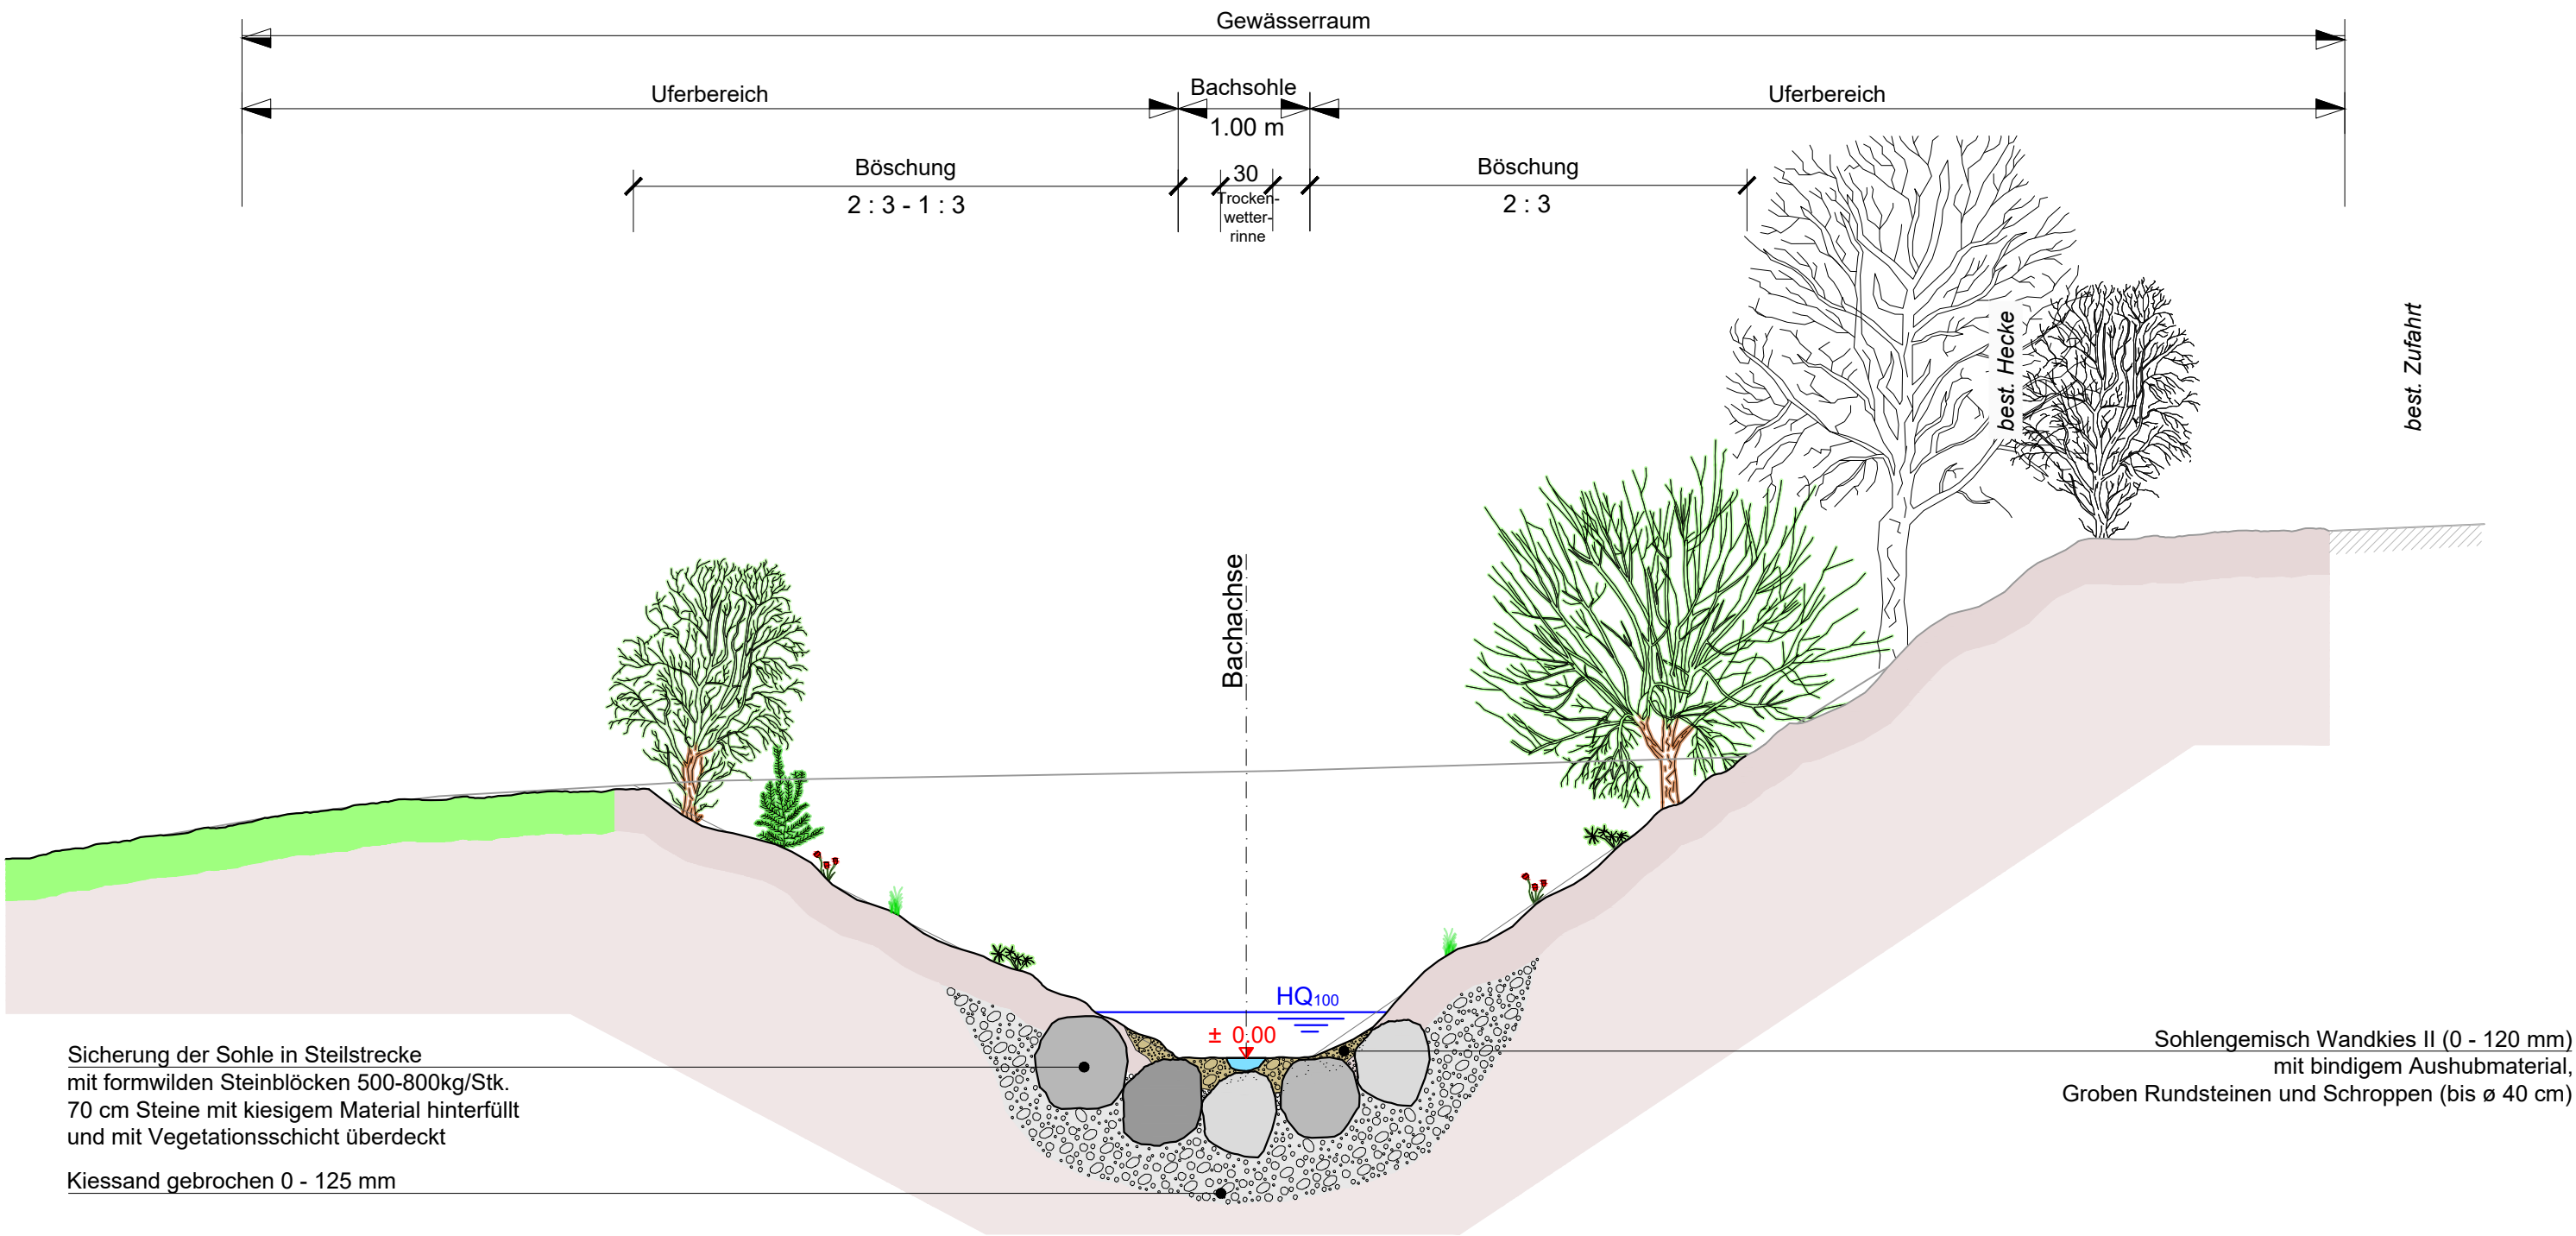 Gewässerraum
Uferbereich
Bachsohle
Uferbereich
1.00 m
Böschung
30
Böschung
2 : 3 - 1 : 3
Trocken-
wetter-
rinne
2 : 3
best. Hecke
best. Zufahrt
Bachachse
HQ100
± 0.00
Sicherung der Sohle in Steilstrecke
mit formwilden Steinblöcken 500-800kg/Stk.
70 cm Steine mit kiesigem Material hinterfüllt
und mit Vegetationsschicht überdeckt
Kiessand gebrochen 0 - 125 mm
Sohlengemisch Wandkies II (0 - 120 mm)
mit bindigem Aushubmaterial,
Groben Rundsteinen und Schroppen (bis ø 40 cm)